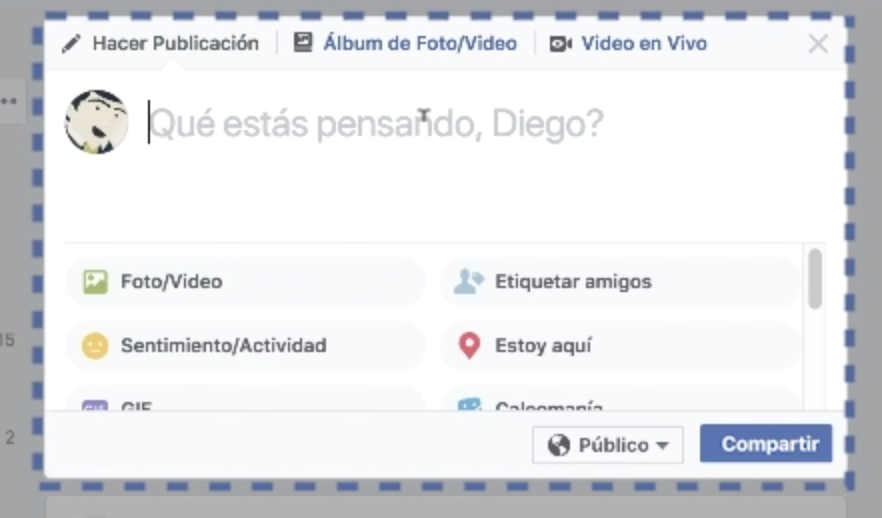 Hacer Publicación Álbum de Foto/Video Video en Vivo
Qué estás pensando, Diego?
Foto/Video Etiquetar amigos
Sentimiento/Actividad Estoy aquí
15
GIF Calcomanía
2
Público Compartir